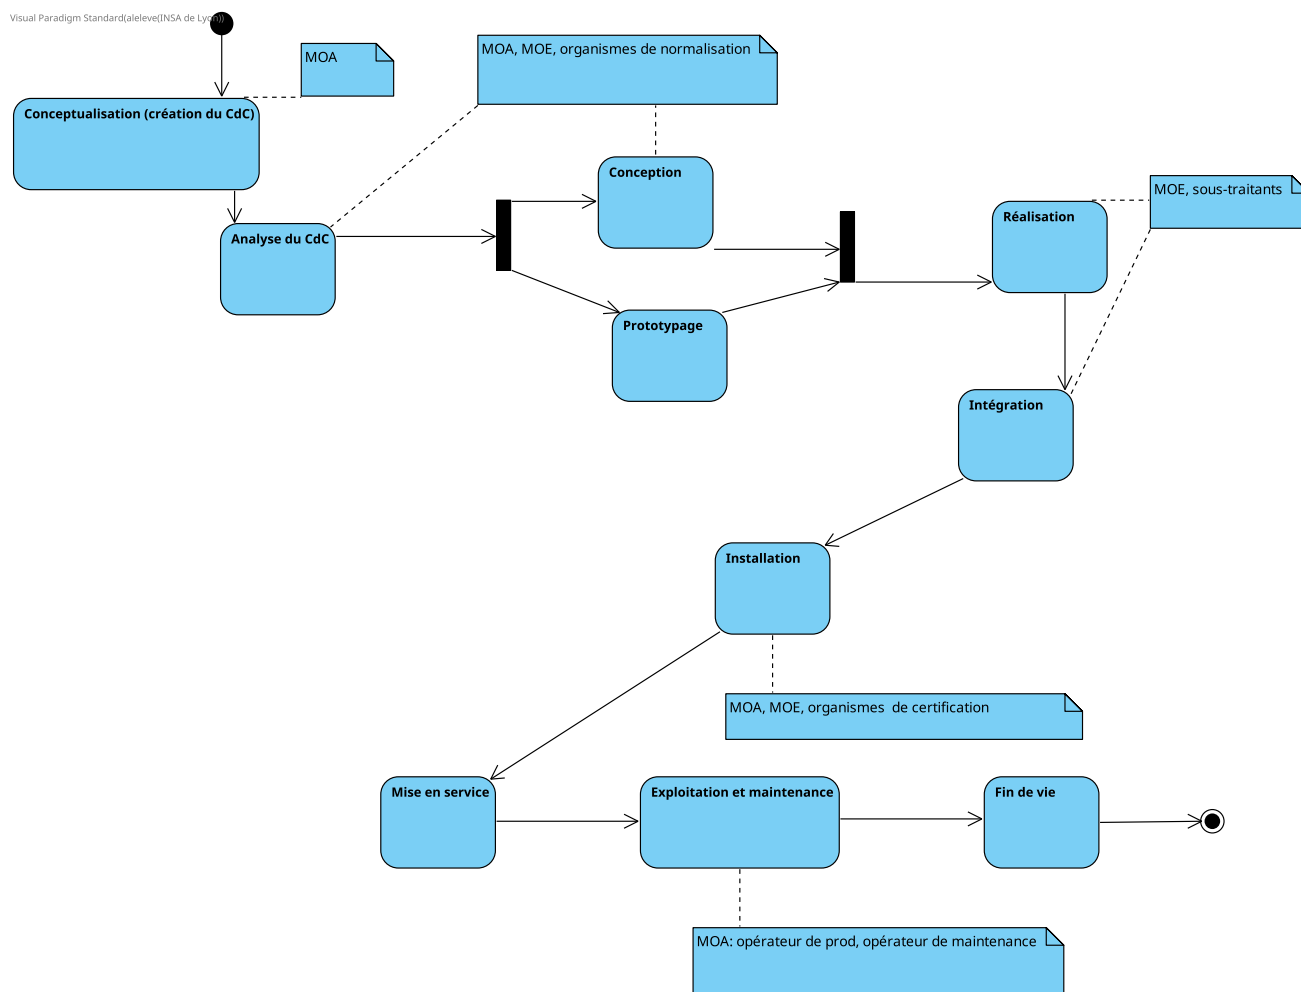 Visual Paradigm Standard(aleleve(INSA de Lyon))
MOA
MOA, MOE, organismes de normalisation
Conceptualisation (création du CdC)
Conception
MOE, sous-traitants
Réalisation
Analyse du CdC
Prototypage
Intégration
Installation
MOA, MOE, organismes  de certification
Mise en service
Exploitation et maintenance
Fin de vie
MOA: opérateur de prod, opérateur de maintenance